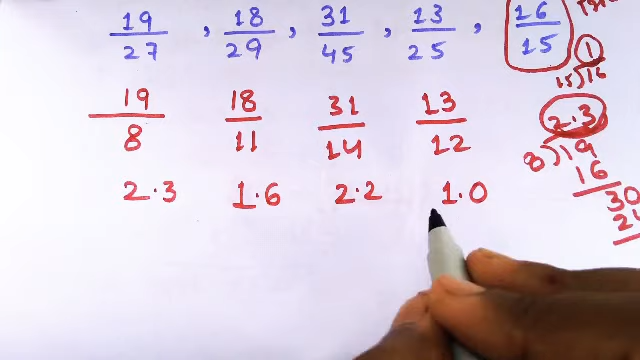 19/27 , 18/29 , 31/45 , 13/25 , 16/15
1
15)16
19/8 18/11 31/14 13/12
2.3
8)19
16
30
24
2.3 1.6 2.2 1.0